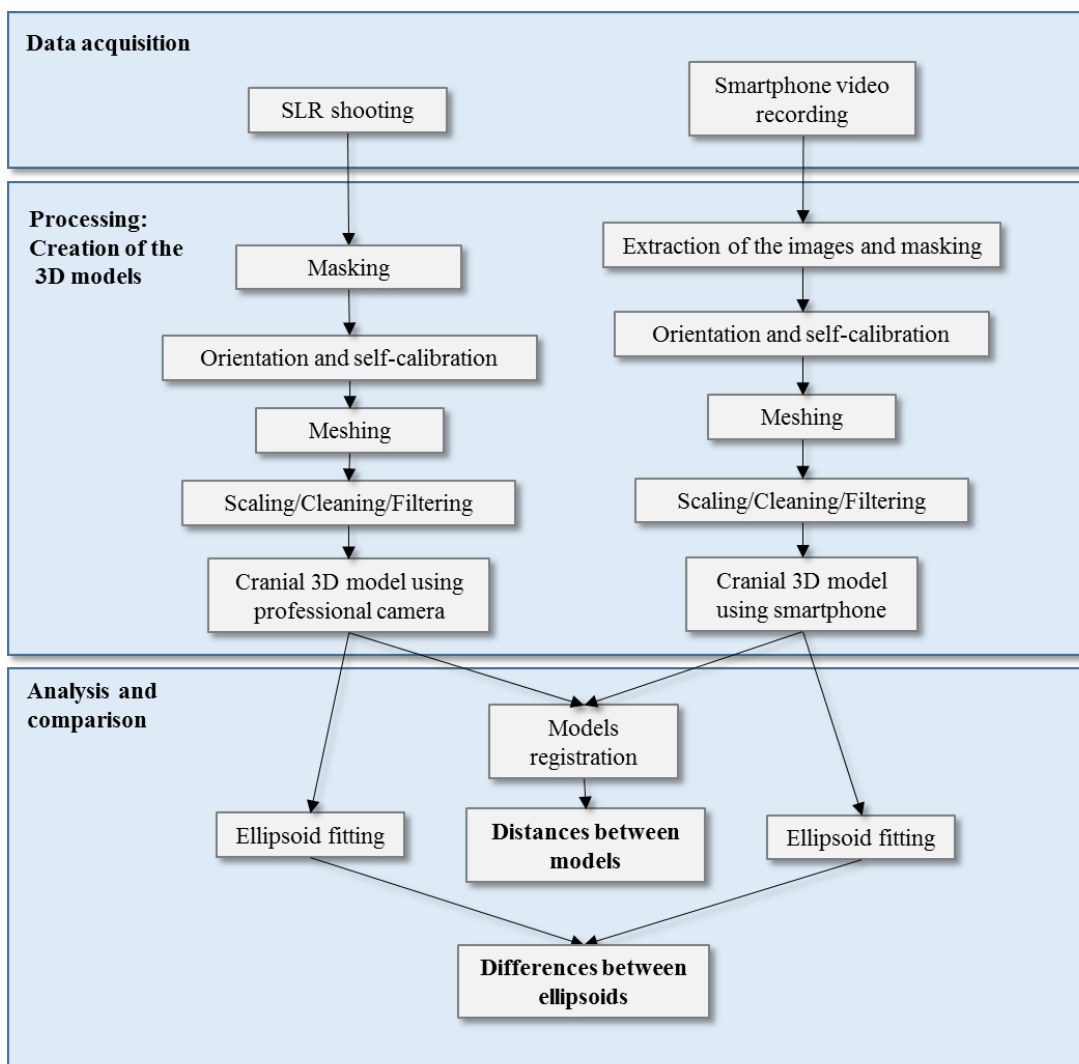 Data acquisition
SLR shooting
Smartphone video
recording
Processing:
Creation of the
3D models
Masking
Orientation and self-calibration
Meshing
Scaling/Cleaning/Filtering
Cranial 3D model using
professional camera
Extraction of the images and masking
Orientation and self-calibration
Meshing
Scaling/Cleaning/Filtering
Cranial 3D model
using smartphone
Analysis and
comparison
Models
registration
Ellipsoid fitting
Distances between
models
Ellipsoid fitting
Differences between
ellipsoids